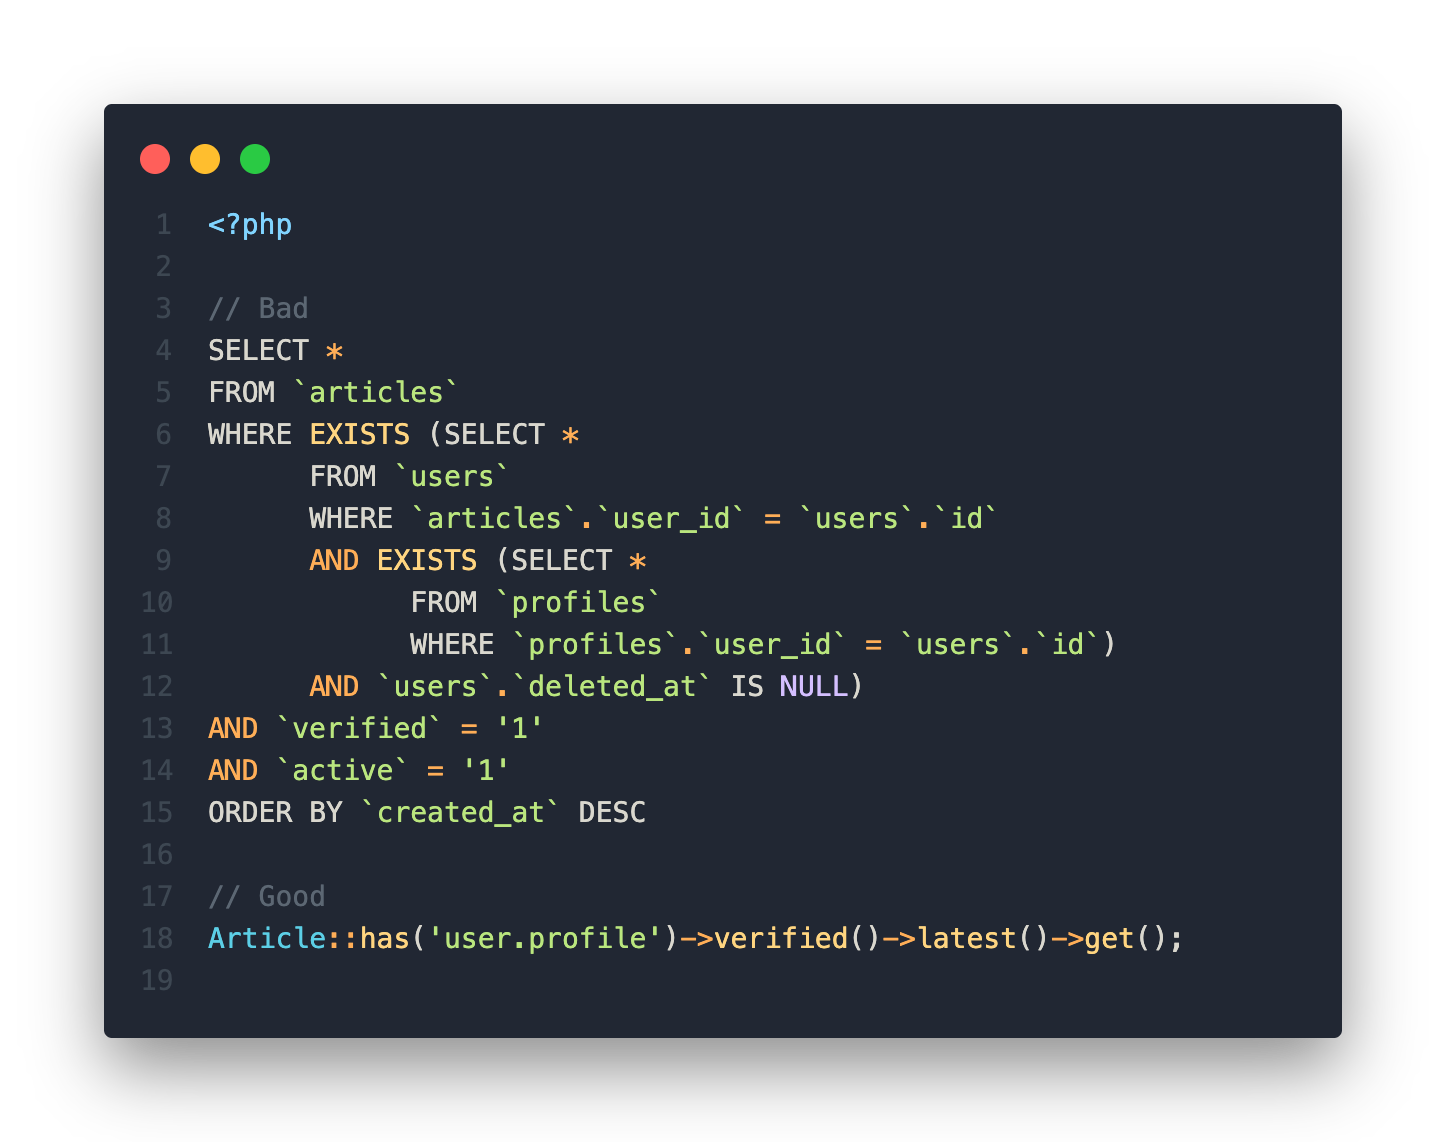 1 <?php
2
3 // Bad
4 SELECT *
5 FROM `articles`
6 WHERE EXISTS (SELECT *
7       FROM `users`
8       WHERE `articles`.`user_id` = `users`.`id`
9       AND EXISTS (SELECT *
10             FROM `profiles`
11             WHERE `profiles`.`user_id` = `users`.`id`)
12       AND `users`.`deleted_at` IS NULL)
13 AND `verified` = '1'
14 AND `active` = '1'
15 ORDER BY `created_at` DESC
16
17 // Good
18 Article::has('user.profile')->verified()->latest()->get();
19